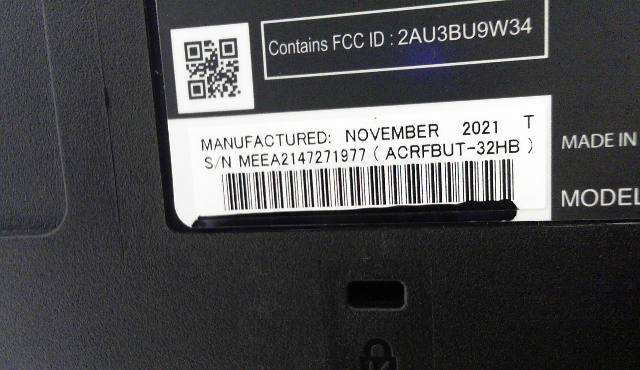 Contains FCC ID : 2AU3BU9W34
MANUFACTURED: NOVEMBER 2021 T
S/N MEEA2147271977 ( ACRFBUT-32HB )
MADE IN
MODEL